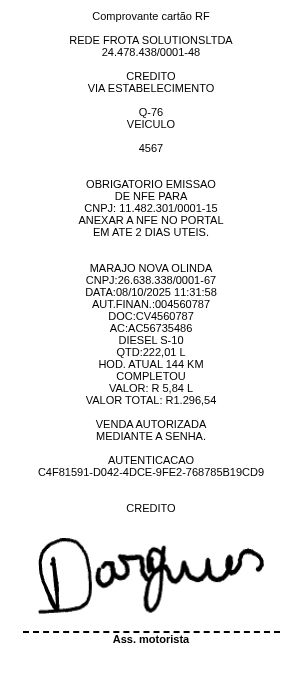 Comprovante cartão RF
REDE FROTA SOLUTIONSLTDA
24.478.438/0001-48
CREDITO
VIA ESTABELECIMENTO
Q-76
VEICULO
4567
OBRIGATORIO EMISSAO
DE NFE PARA
CNPJ: 11.482.301/0001-15
ANEXAR A NFE NO PORTAL
EM ATE 2 DIAS UTEIS.
MARAJO NOVA OLINDA
CNPJ:26.638.338/0001-67
DATA:08/10/2025 11:31:58
AUT.FINAN.:004560787
DOC:CV4560787
AC:AC56735486
DIESEL S-10
QTD:222,01 L
HOD. ATUAL 144 KM
COMPLETOU
VALOR: R 5,84 L
VALOR TOTAL: R1.296,54
VENDA AUTORIZADA
MEDIANTE A SENHA.
AUTENTICACAO
C4F81591-D042-4DCE-9FE2-768785B19CD9
CREDITO
Darques
Ass. motorista